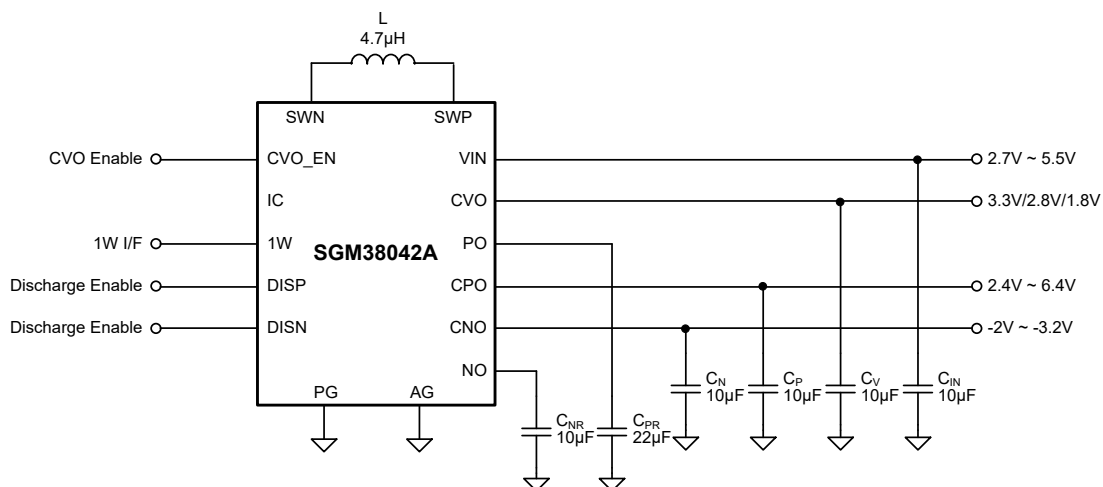 L
4.7µH
SWN SWP
CVO Enable CVO_EN VIN 2.7V ~ 5.5V
IC CVO 3.3V/2.8V/1.8V
1W I/F 1W SGM38042A PO
Discharge Enable DISP CPO 2.4V ~ 6.4V
Discharge Enable DISN CNO -2V ~ -3.2V
NO
PG AG
CN CP CV CIN
10µF 10µF 10µF 10µF
CNR CPR
10µF 22µF